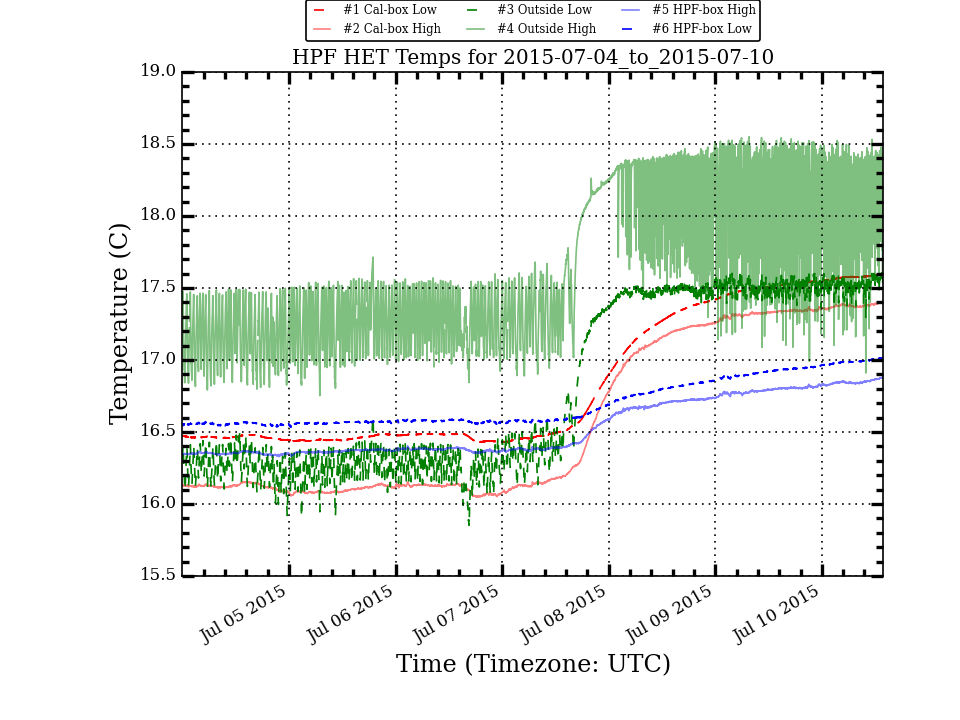 #1 Cal-box Low #3 Outside Low #5 HPF-box High
#2 Cal-box High #4 Outside High #6 HPF-box Low
HPF HET Temps for 2015-07-04_to_2015-07-10
19.0
18.5
18.0
17.5
17.0
16.5
16.0
15.5
Temperature (C)
Jul 05 2015 Jul 06 2015 Jul 07 2015 Jul 08 2015 Jul 09 2015 Jul 10 2015
Time (Timezone: UTC)